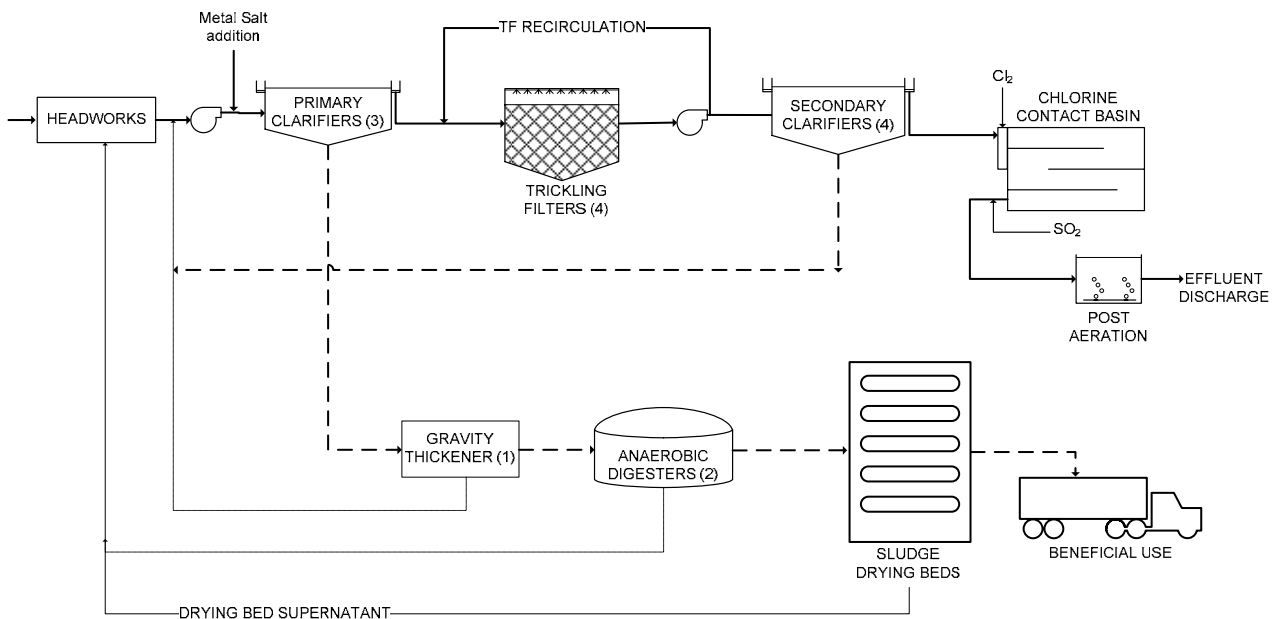 Metal Salt
addition
TF RECIRCULATION
HEADWORKS
PRIMARY
CLARIFIERS (3)
SECONDARY
CLARIFIERS (4)
Cl₂
CHLORINE
CONTACT BASIN
TRICKLING
FILTERS (4)
SO₂
EFFLUENT
DISCHARGE
POST
AERATION
GRAVITY
THICKENER (1)
ANAEROBIC
DIGESTERS (2)
SLUDGE
DRYING BEDS
BENEFICIAL USE
DRYING BED SUPERNATANT